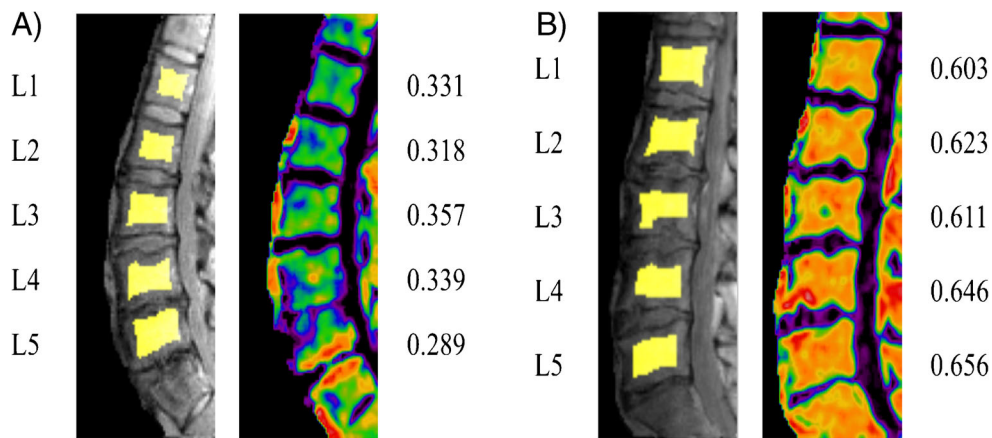 A)
L1 0.331
L2 0.318
L3 0.357
L4 0.339
L5 0.289
B)
L1 0.603
L2 0.623
L3 0.611
L4 0.646
L5 0.656